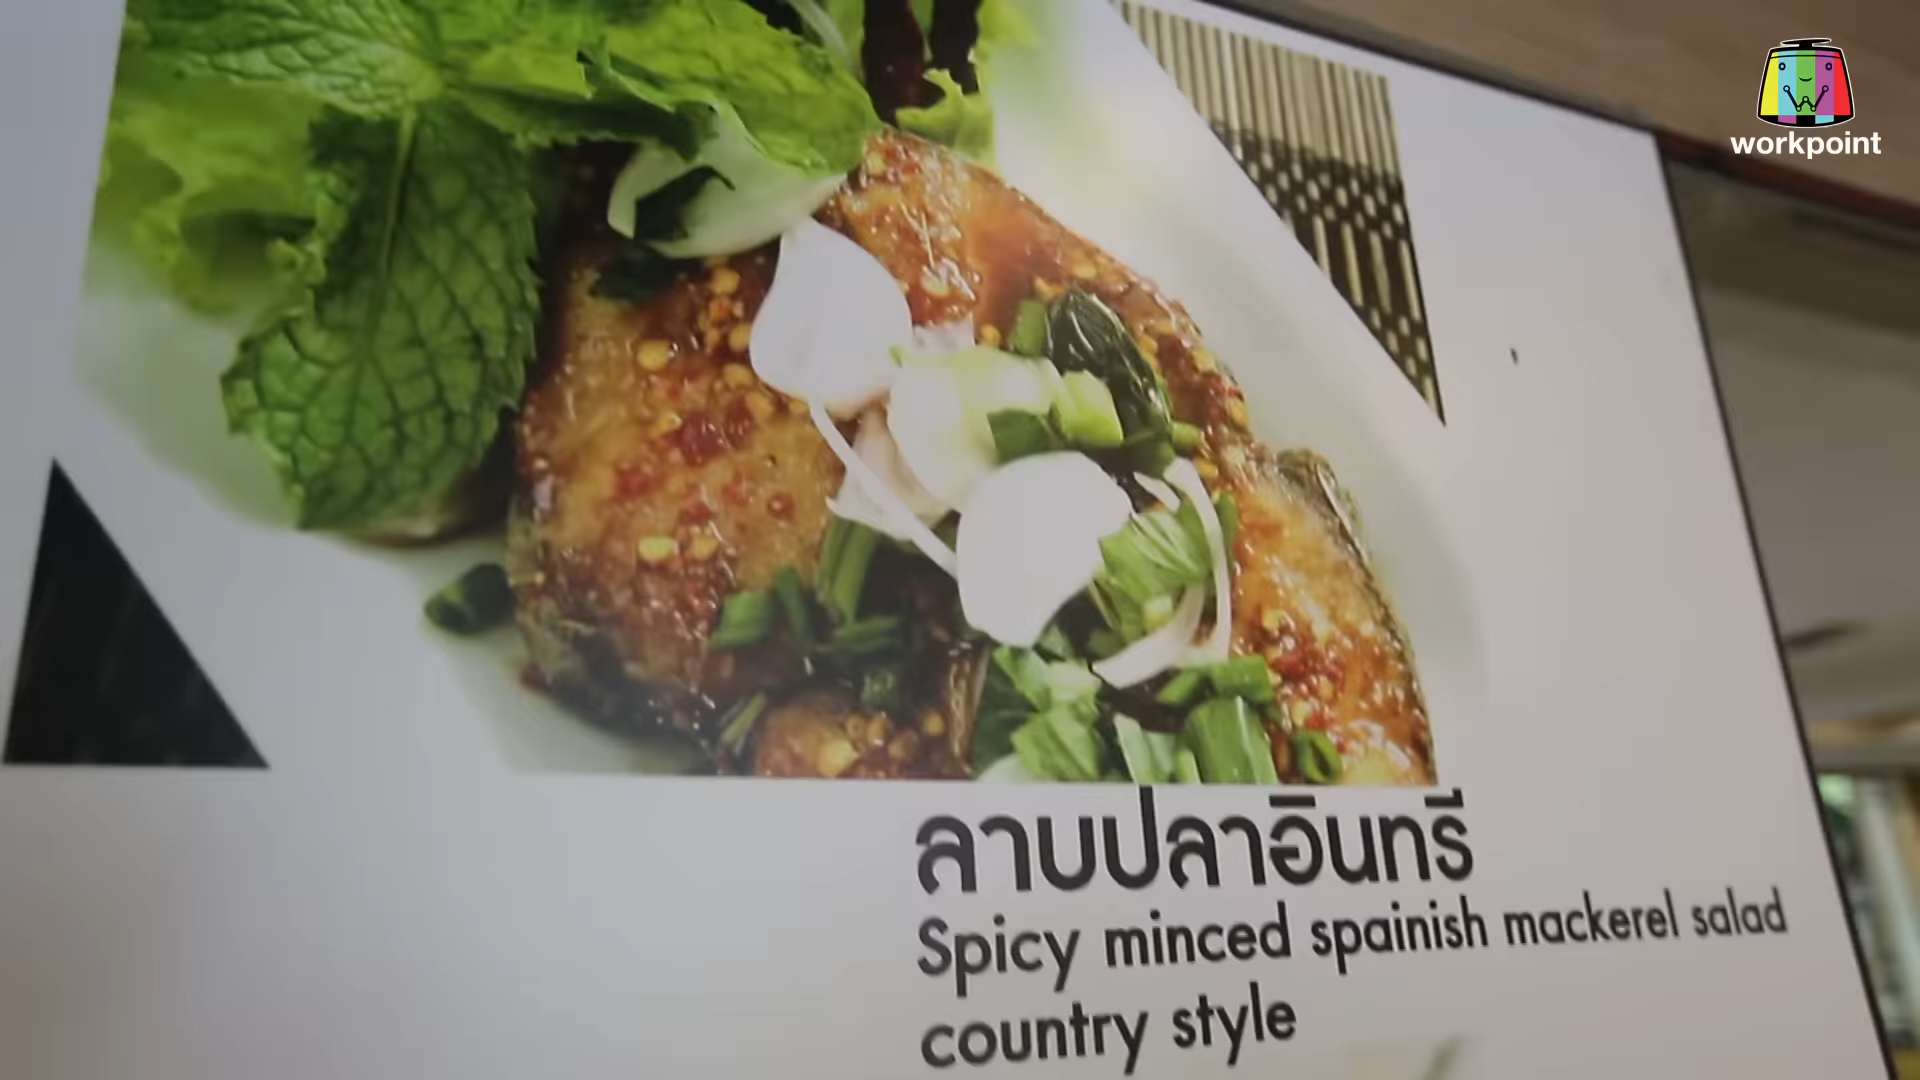 workpoint
ลาบปลาอินทรี
Spicy minced spainish mackerel salad
country style